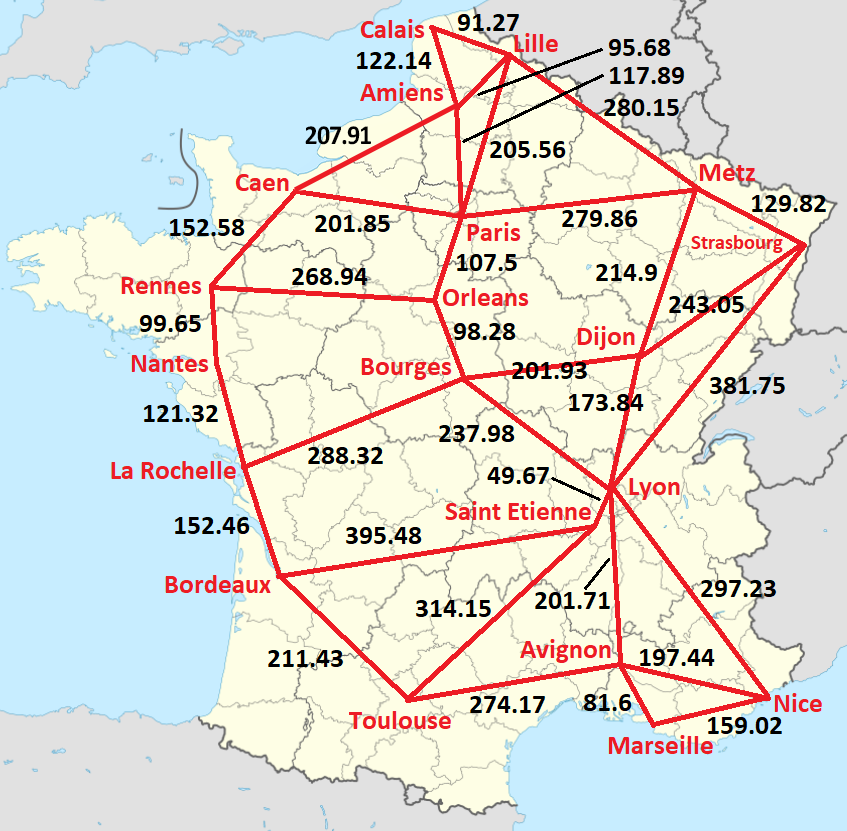 91.27
Calais
Lille
95.68
122.14
117.89
Amiens
280.15
207.91
205.56
Metz
Caen
129.82
201.85
279.86
152.58
Paris
Strasbourg
107.5
268.94
214.9
Rennes
Orleans
243.05
99.65
98.28
Dijon
Nantes
Bourges
201.93
381.75
173.84
121.32
237.98
288.32
La Rochelle
49.67
Lyon
Saint Etienne
152.46
395.48
Bordeaux
297.23
314.15
201.71
Avignon
211.43
197.44
274.17
81.6
Nice
Toulouse
159.02
Marseille